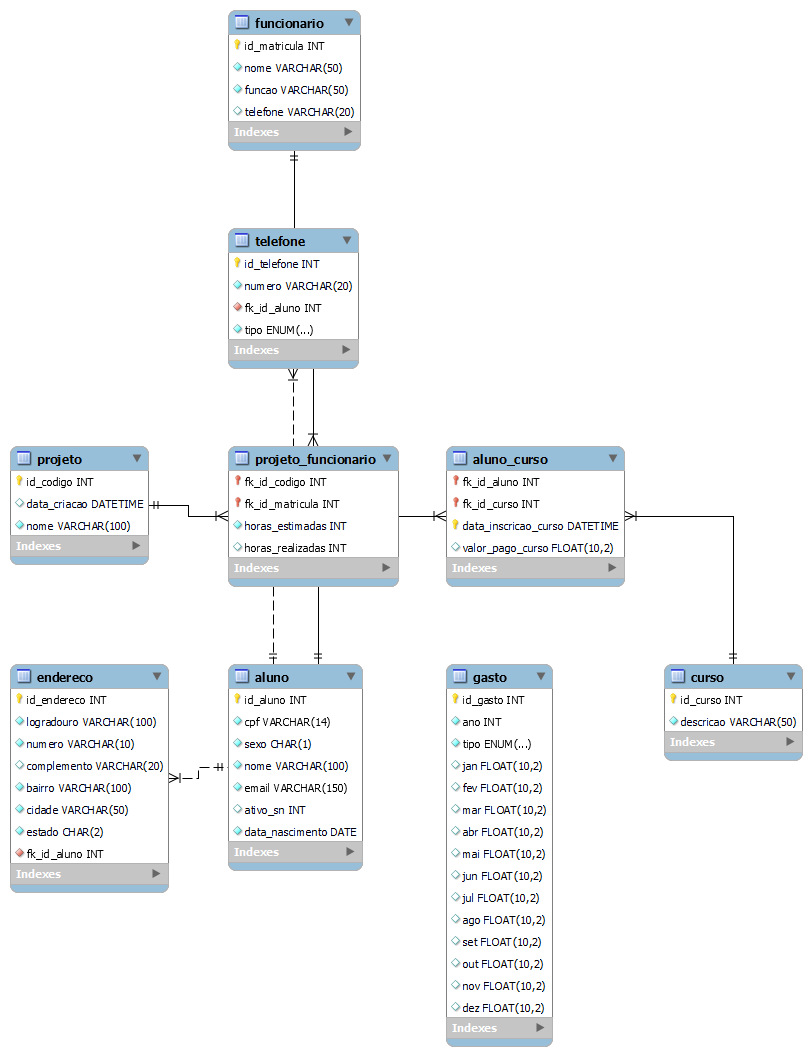 funcionario
id_matricula INT
nome VARCHAR(50)
funcao VARCHAR(50)
telefone VARCHAR(20)
Indexes
telefone
id_telefone INT
numero VARCHAR(20)
fk_id_aluno INT
tipo ENUM(...)
Indexes
projeto
id_codigo INT
data_criacao DATETIME
nome VARCHAR(100)
Indexes
projeto_funcionario
fk_codigo INT
fk_matricula INT
horas_estimadas INT
horas_realizadas INT
Indexes
aluno_curso
fk_id_aluno INT
fk_id_curso INT
data_inscricao_curso DATETIME
valor_pago_curso FLOAT(10,2)
Indexes
endereco
id_endereco INT
logradouro VARCHAR(100)
numero VARCHAR(10)
complemento VARCHAR(20)
bairro VARCHAR(100)
cidade VARCHAR(50)
estado CHAR(2)
fk_id_aluno INT
Indexes
aluno
id_aluno INT
cpf VARCHAR(14)
sexo CHAR(1)
nome VARCHAR(100)
email VARCHAR(150)
ativo_sn INT
data_nascimento DATE
Indexes
gasto
id_gasto INT
ano INT
tipo ENUM(...)
jan FLOAT(10,2)
fev FLOAT(10,2)
mar FLOAT(10,2)
abr FLOAT(10,2)
mai FLOAT(10,2)
jun FLOAT(10,2)
jul FLOAT(10,2)
ago FLOAT(10,2)
set FLOAT(10,2)
out FLOAT(10,2)
nov FLOAT(10,2)
dez FLOAT(10,2)
Indexes
curso
id_curso INT
descricao VARCHAR(50)
Indexes